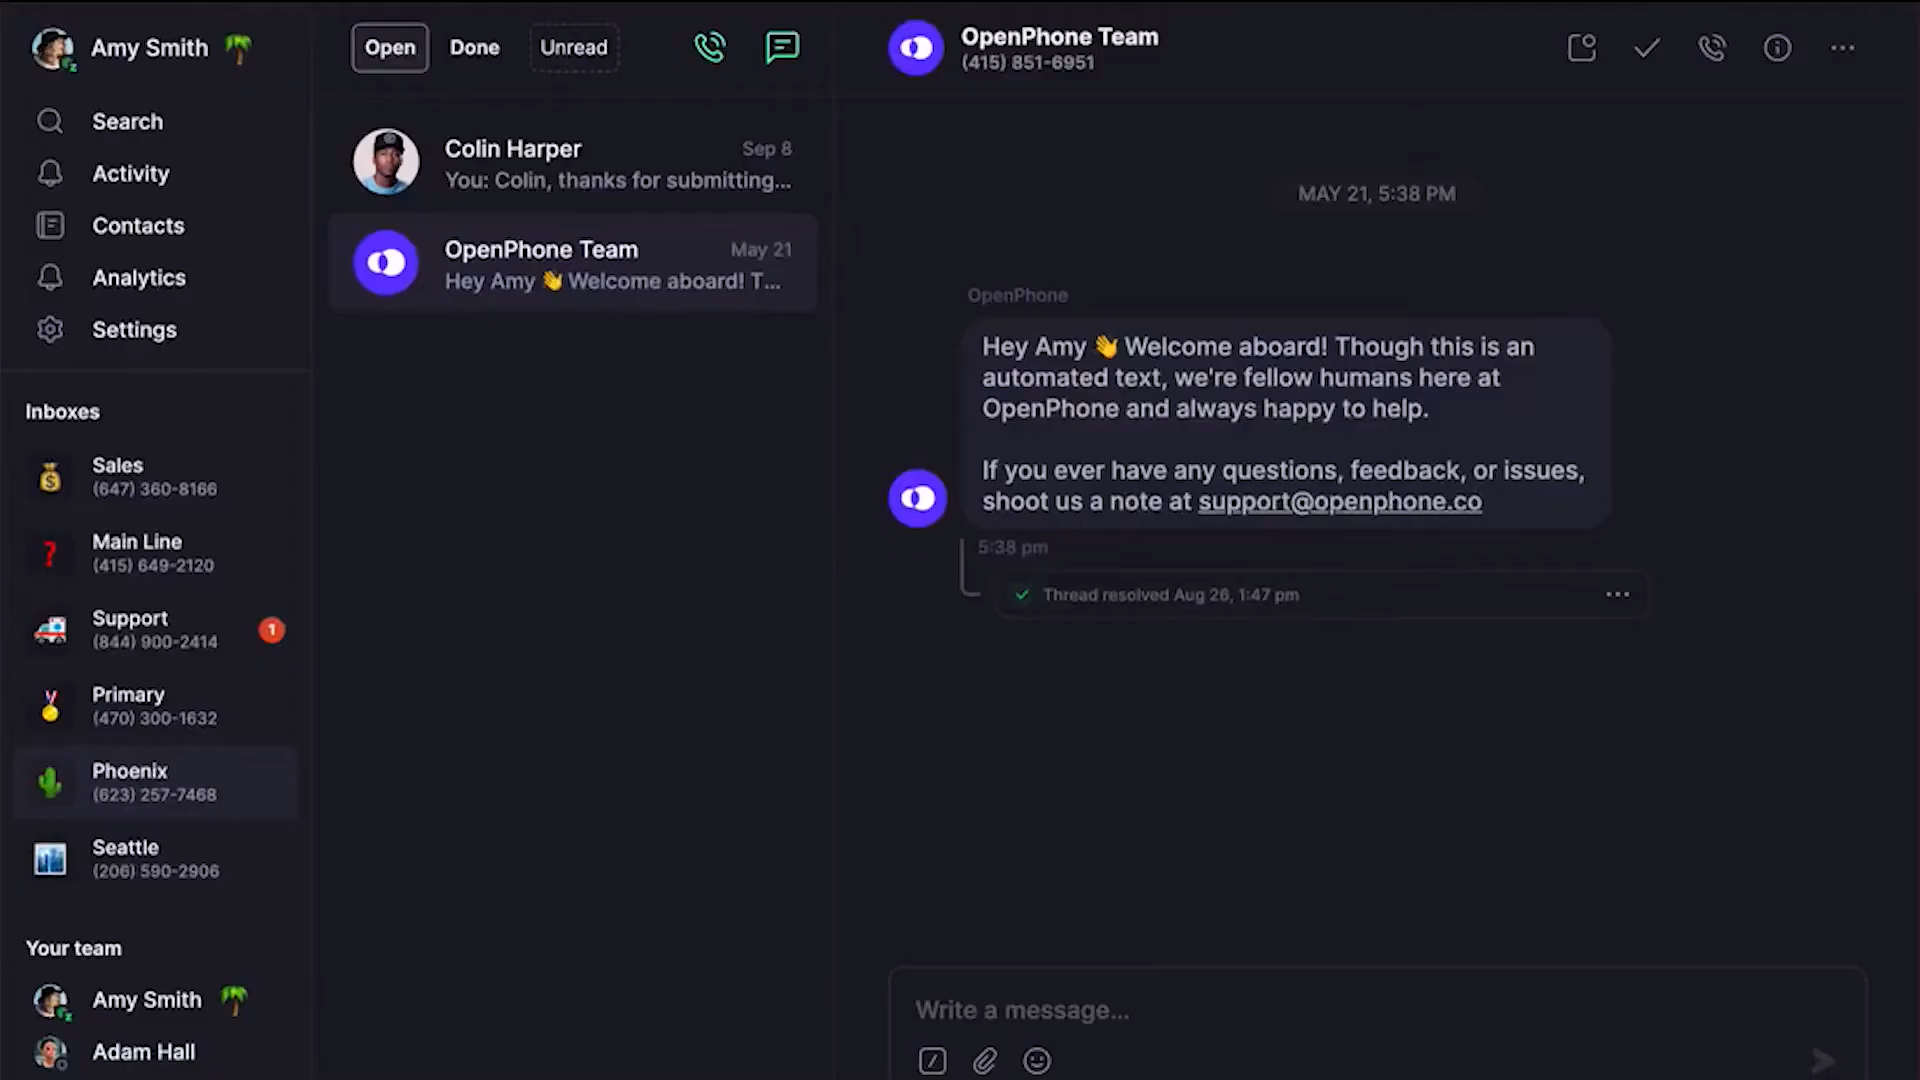 Amy Smith
Search
Activity
Contacts
Analytics
Settings
Inboxes
Sales
(647) 360-8166
Main Line
(415) 649-2120
Support
(844) 900-2414
1
Primary
(470) 300-1632
Phoenix
(623) 257-7468
Seattle
(206) 590-2906
Your team
Amy Smith
Adam Hall
Open Done Unread
Colin Harper Sep 8
You: Colin, thanks for submitting...
OpenPhone Team May 21
Hey Amy 👋 Welcome aboard! T...
OpenPhone Team
(415) 851-6951
MAY 21, 5:38 PM
OpenPhone
Hey Amy 👋 Welcome aboard! Though this is an
automated text, we're fellow humans here at
OpenPhone and always happy to help.
If you ever have any questions, feedback, or issues,
shoot us a note at support@openphone.co
5:38 pm
Thread resolved Aug 26, 1:47 pm
Write a message...